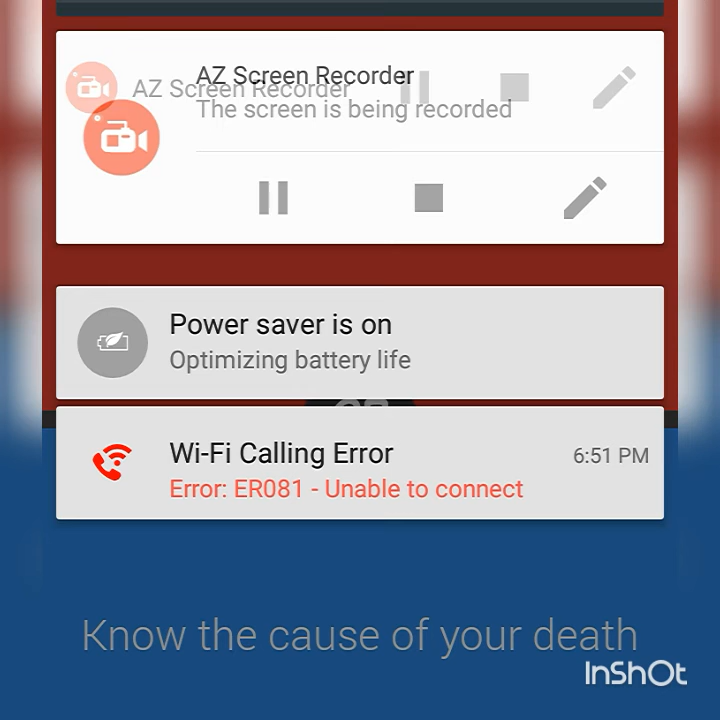 AZ Screen Recorder
AZ Screen Recorder
The screen is being recorded
Power saver is on
Optimizing battery life
Wi-Fi Calling Error 6:51 PM
Error: ER081 - Unable to connect
Know the cause of your death
InShOt